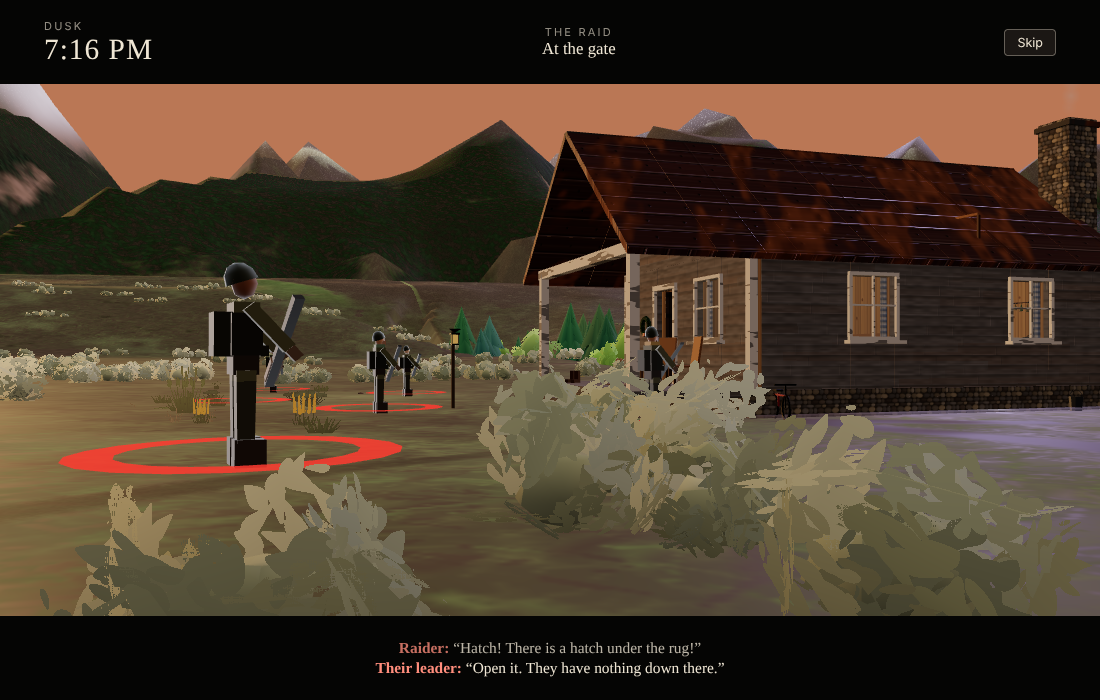 DUSK
7:16 PM
THE RAID
At the gate
Skip
Raider: “Hatch! There is a hatch under the rug!”
Their leader: “Open it. They have nothing down there.”